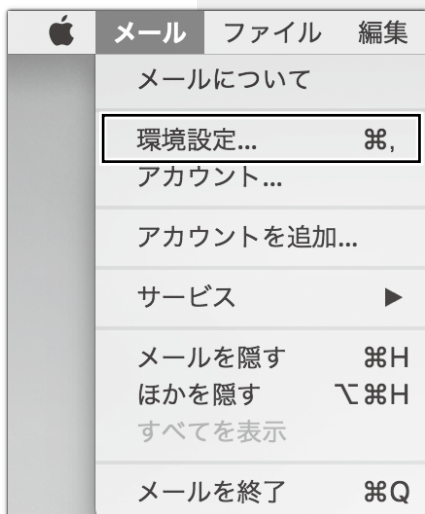 メール ファイル 編集
メールについて
環境設定... ⌘,
アカウント...
アカウントを追加...
サービス ▶
メールを隠す ⌘H
ほかを隠す ⌥⌘H
すべてを表示
メールを終了 ⌘Q